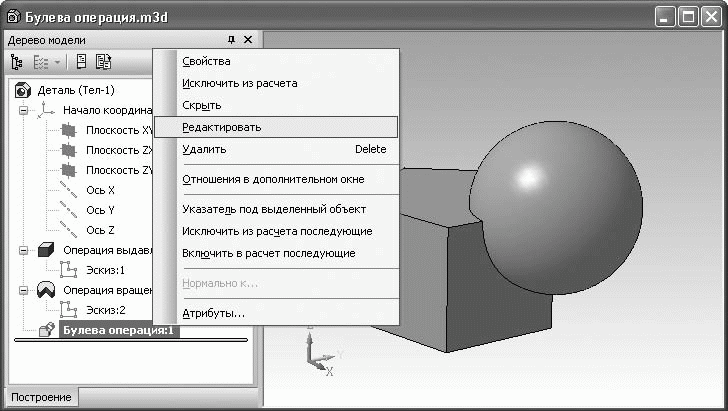 Булева операция.m3d
Дерево модели
Деталь (Тел-1)
Начало координа
Плоскость XY
Плоскость ZX
Плоскость ZY
Ось X
Ось Y
Ось Z
Операция выдавл
Эскиз:1
Операция вращен
Эскиз:2
Булева операция:1
Построение
Свойства
Исключить из расчета
Скрыть
Редактировать
Удалить Delete
Отношения в дополнительном окне
Указатель под выделенный объект
Исключить из расчета последующие
Включить в расчет последующие
Нормально к...
Атрибуты...
Z
Y
X